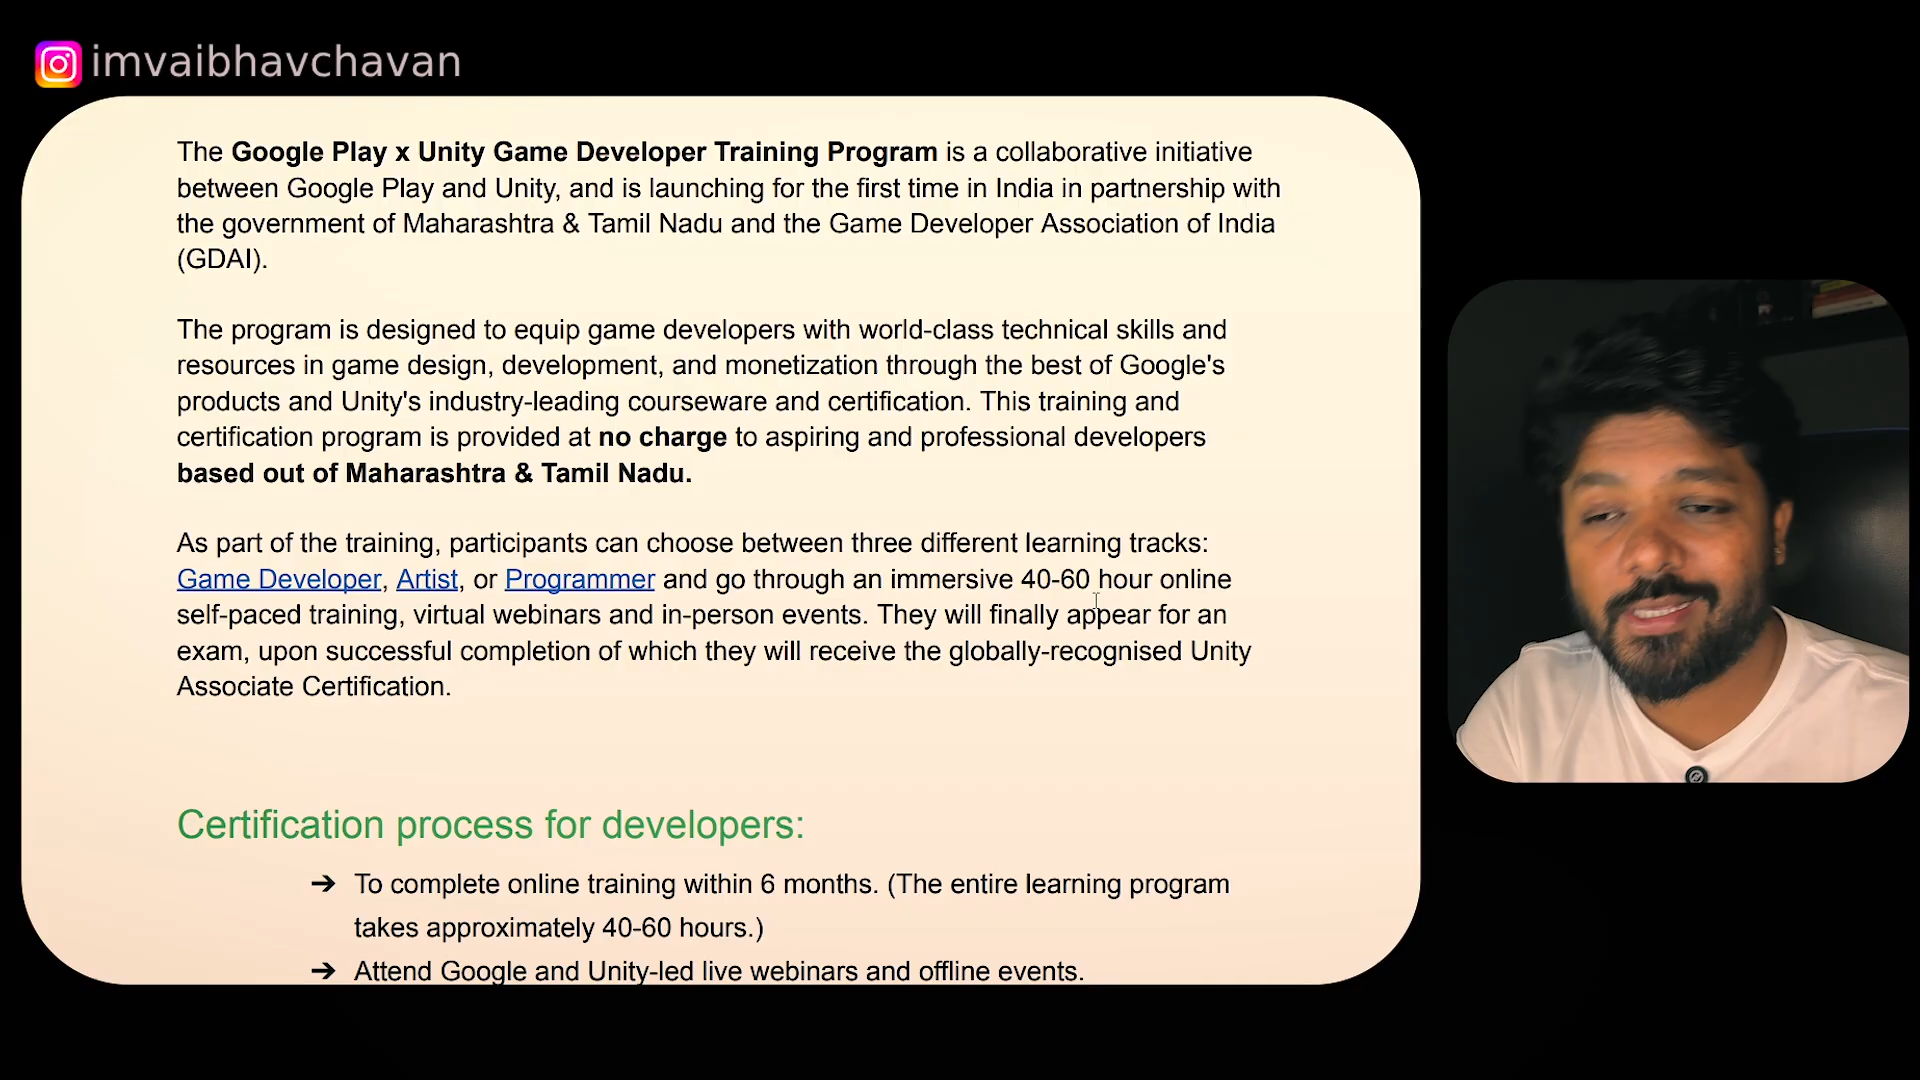 imvaibhavchavan
The Google Play x Unity Game Developer Training Program is a collaborative initiative
between Google Play and Unity, and is launching for the first time in India in partnership with
the government of Maharashtra & Tamil Nadu and the Game Developer Association of India
(GDAI).
The program is designed to equip game developers with world-class technical skills and
resources in game design, development, and monetization through the best of Google's
products and Unity's industry-leading courseware and certification. This training and
certification program is provided at no charge to aspiring and professional developers
based out of Maharashtra & Tamil Nadu.
As part of the training, participants can choose between three different learning tracks:
Game Developer, Artist, or Programmer and go through an immersive 40-60 hour online
self-paced training, virtual webinars and in-person events. They will finally appear for an
exam, upon successful completion of which they will receive the globally-recognised Unity
Associate Certification.
Certification process for developers:
➔ To complete online training within 6 months. (The entire learning program
takes approximately 40-60 hours.)
➔ Attend Google and Unity-led live webinars and offline events.